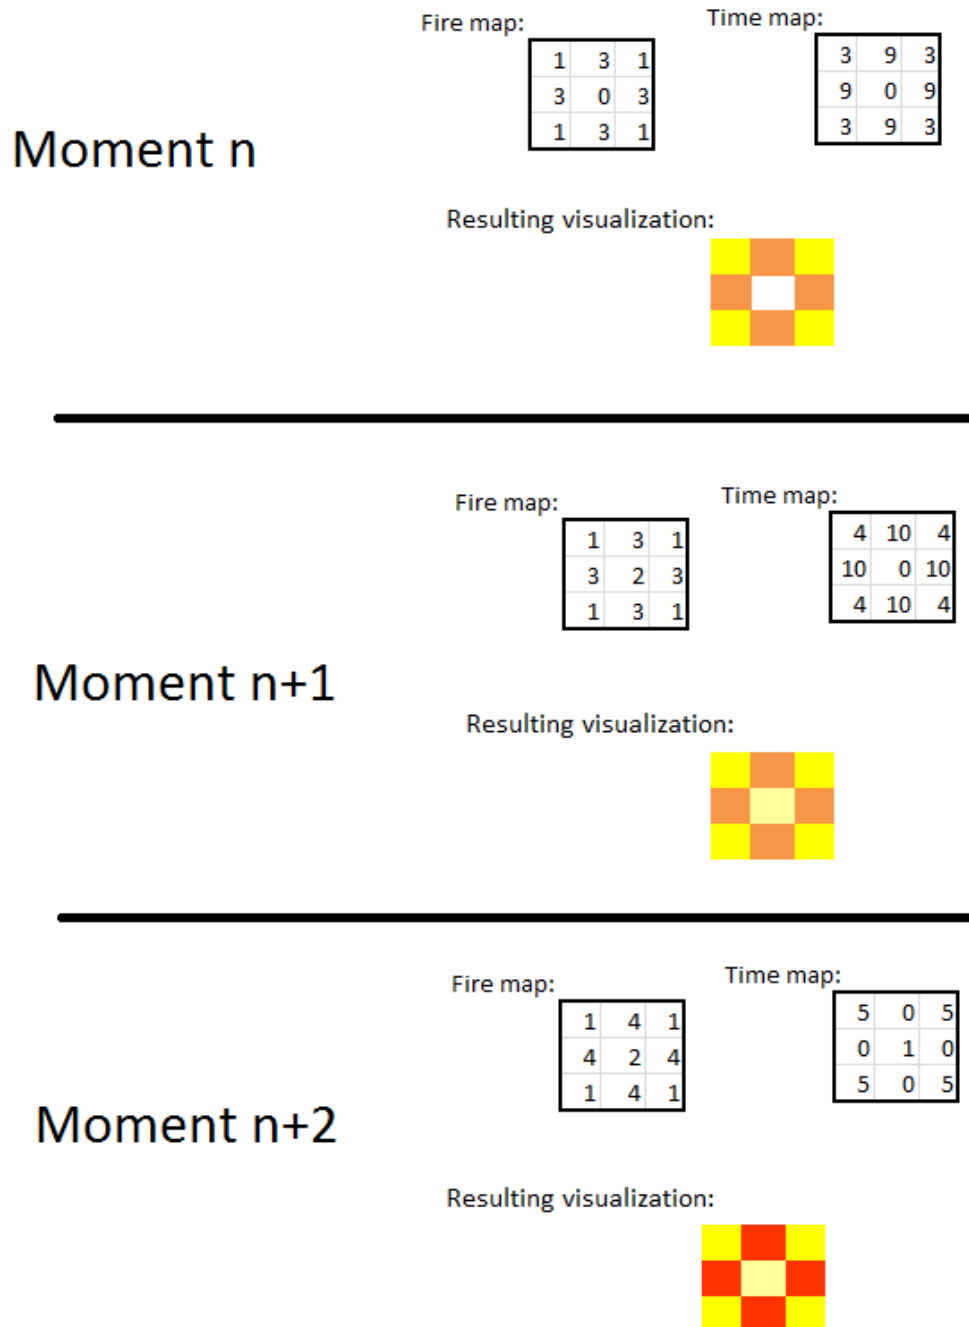 Fire map: Time map:
1 3 1 3 9 3
3 0 3 9 0 9
1 3 1 3 9 3
Moment n
Resulting visualization:
Fire map: Time map:
1 3 1 4 10 4
3 2 3 10 0 10
1 3 1 4 10 4
Moment n+1
Resulting visualization:
Fire map: Time map:
1 4 1 5 0 5
4 2 4 0 1 0
1 4 1 5 0 5
Moment n+2
Resulting visualization: